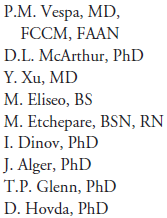 P.M. Vespa, MD,
FCCM, FAAN
D.L. McArthur, PhD
Y. Xu, MD
M. Eliseo, BS
M. Etchepare, BSN, RN
I. Dinov, PhD
J. Alger, PhD
T.P. Glenn, PhD
D. Hovda, PhD